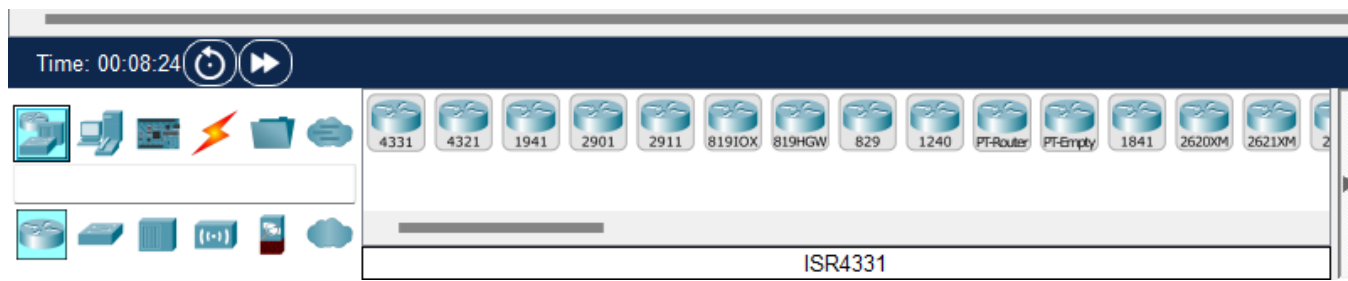 Time: 00:08:24
4331 4321 1941 2901 2911 819IOX 819HGW 829 1240 PT-Router PT-Empty 1841 2620XM 2621XM 2
ISR4331